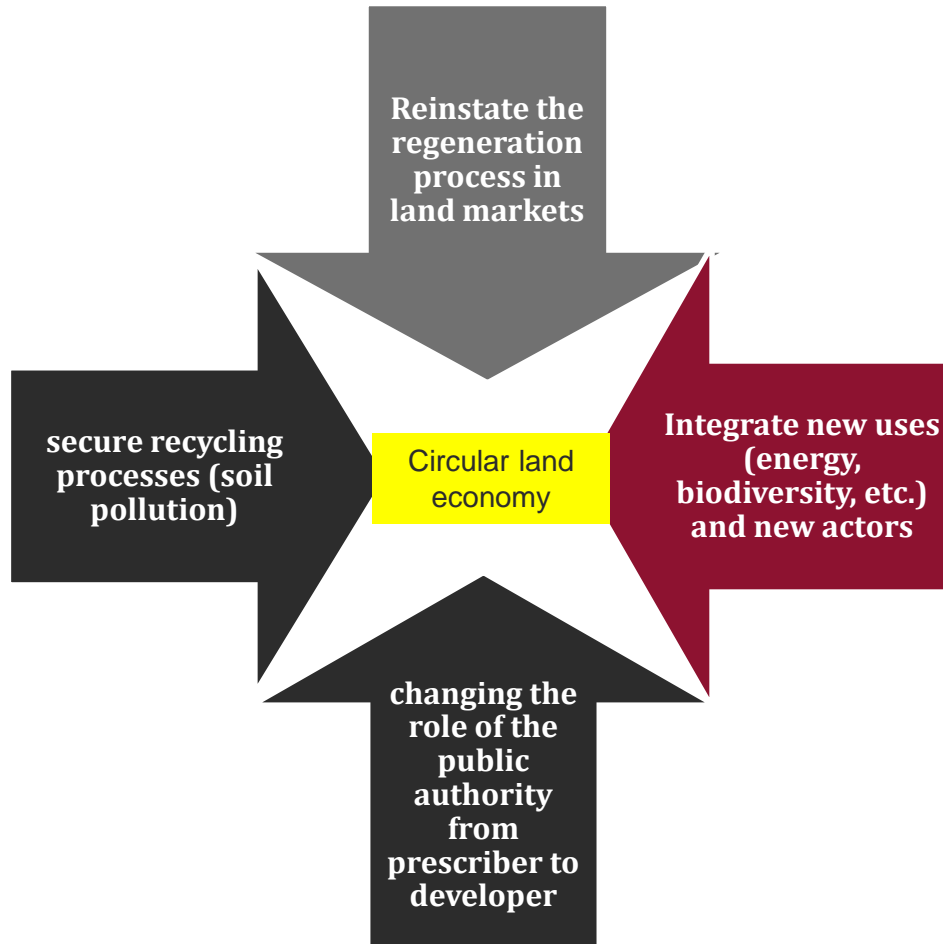 Reinstate the
regeneration
process in
land markets
secure recycling
processes (soil
pollution)
Circular land
economy
Integrate new uses
(energy,
biodiversity, etc.)
and new actors
changing the
role of the
public
authority
from
prescriber to
developer